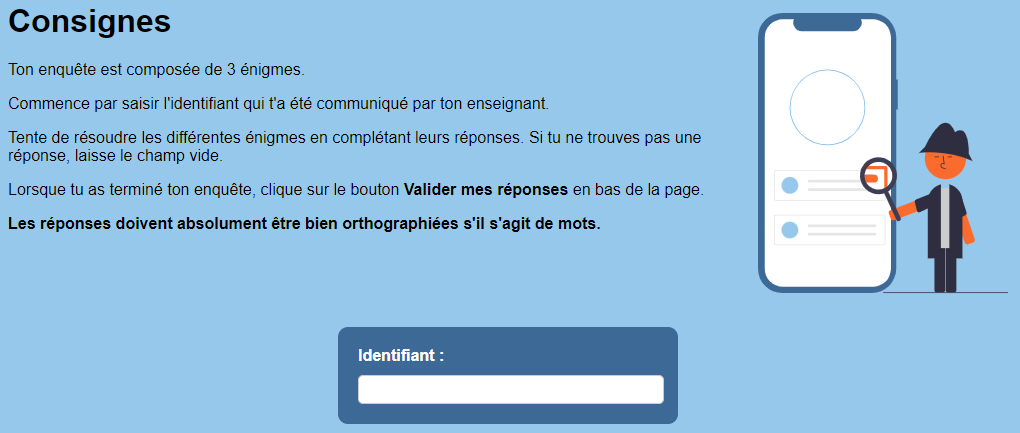 Consignes
Ton enquête est composée de 3 énigmes.
Commence par saisir l'identifiant qui t'a été communiqué par ton enseignant.
Tente de résoudre les différentes énigmes en complétant leurs réponses. Si tu ne trouves pas une
réponse, laisse le champ vide.
Lorsque tu as terminé ton enquête, clique sur le bouton Valider mes réponses en bas de la page.
Les réponses doivent absolument être bien orthographiées s'il s'agit de mots.
Identifiant :